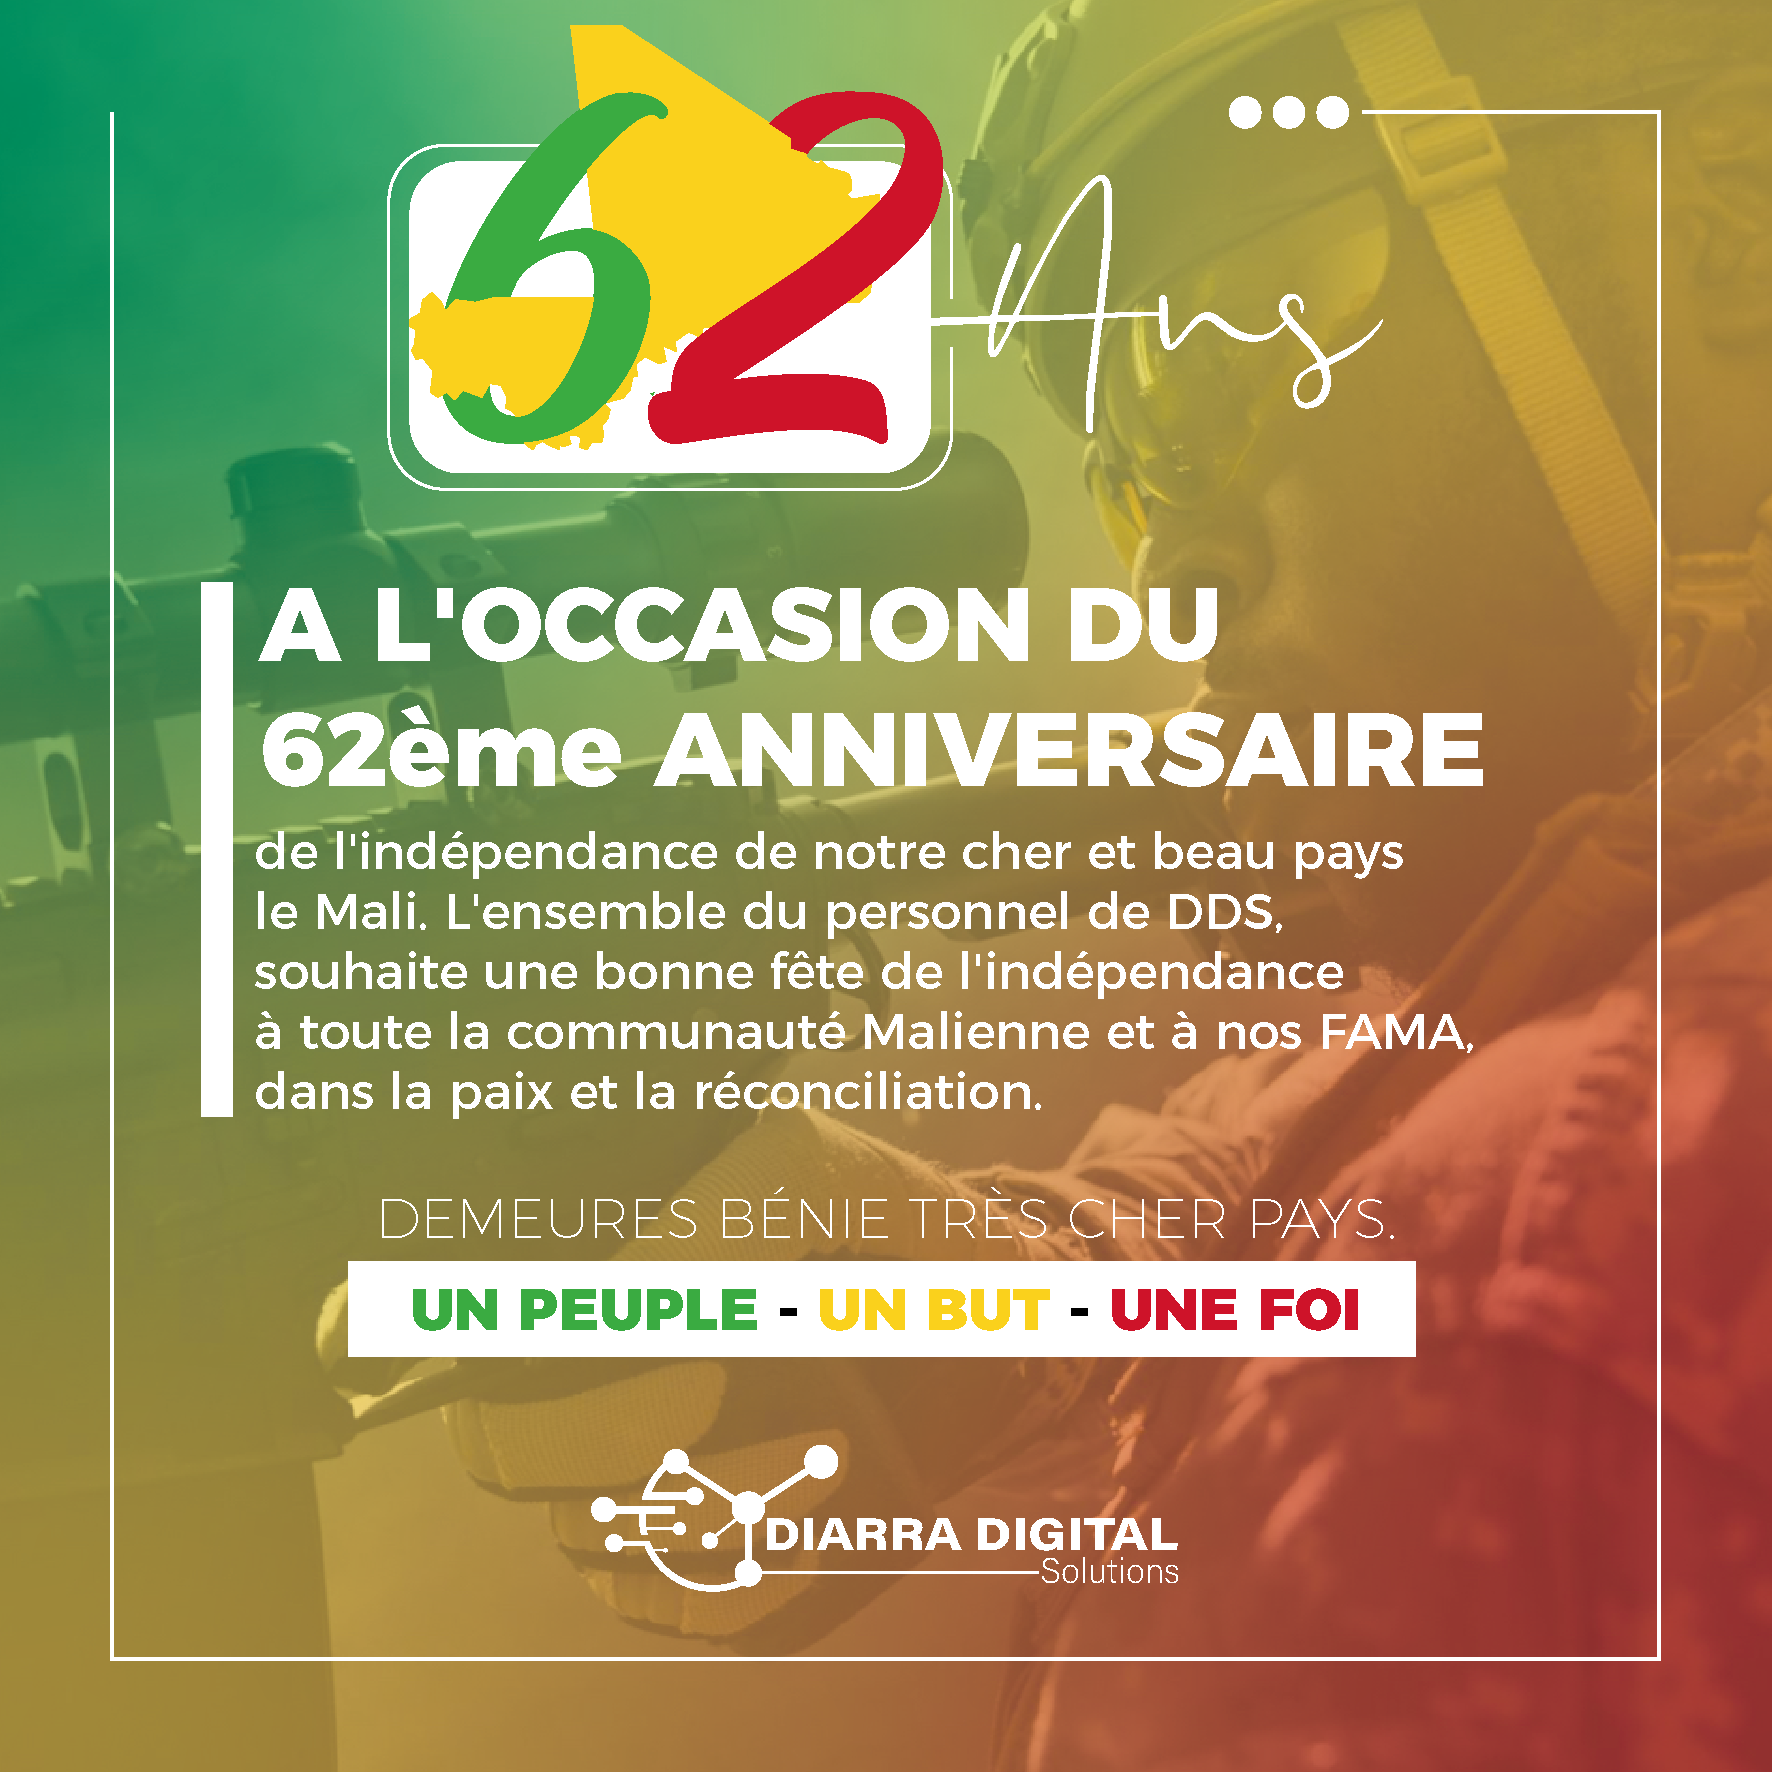 62 Ans
A L'OCCASION DU
62ème ANNIVERSAIRE
de l'indépendance de notre cher et beau pays
le Mali. L'ensemble du personnel de DDS,
souhaite une bonne fête de l'indépendance
à toute la communauté Malienne et à nos FAMA,
dans la paix et la réconciliation.
DEMEURES BÉNIE TRÈS CHER PAYS.
UN PEUPLE - UN BUT - UNE FOI
DIARRA DIGITAL
Solutions